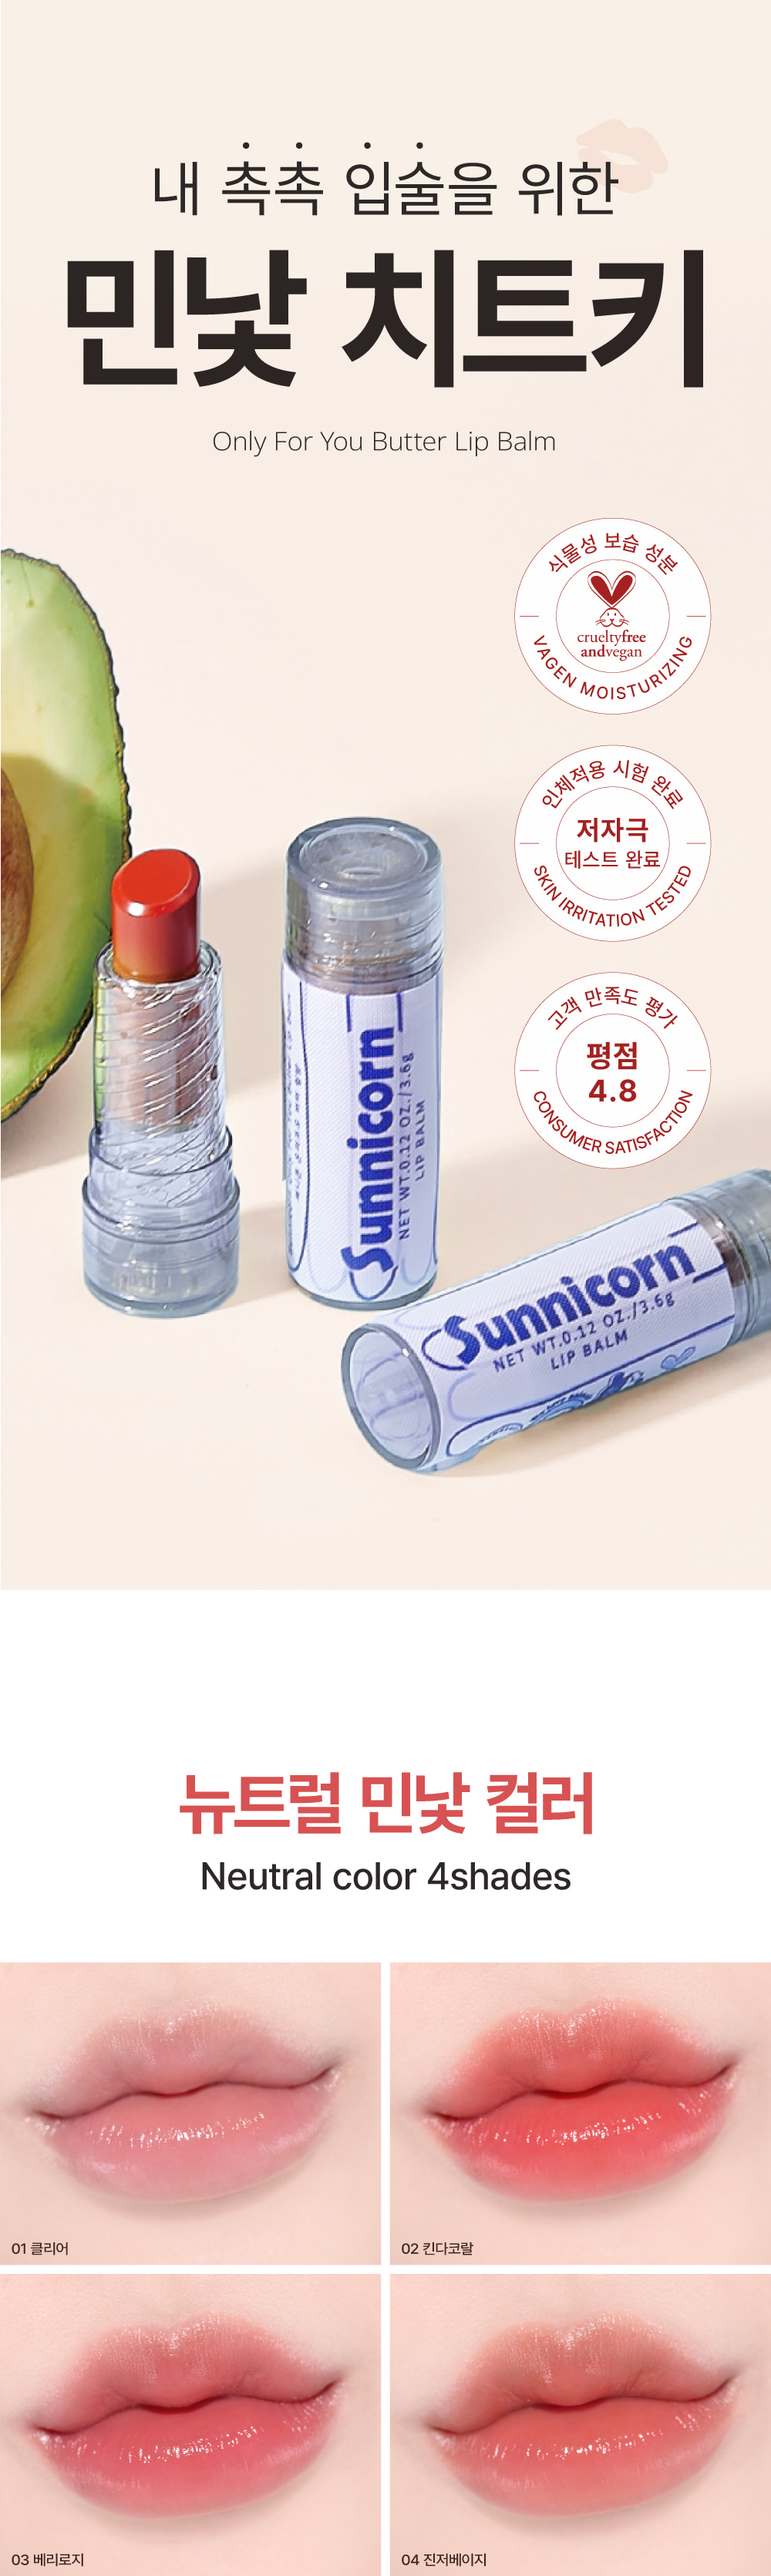 내 촉촉 입술을 위한
민낯 치트키
Only For You Butter Lip Balm
식물성 보습 성분
crueltyfree
andvegan
VAGEN MOISTURIZING
인체적용 시험 완료
저자극
테스트 완료
SKIN IRRITATION TESTED
고객 만족도 평가
평점
4.8
CONSUMER SATISFACTION
Sunnicorn
NET WT.0.12 OZ./3.6g
LIP BALM
Sunnicorn
NET WT.0.12 OZ./3.6g
LIP BALM
뉴트럴 민낯 컬러
Neutral color 4shades
01 클리어
02 킨다코랄
03 베리로지
04 진저베이지